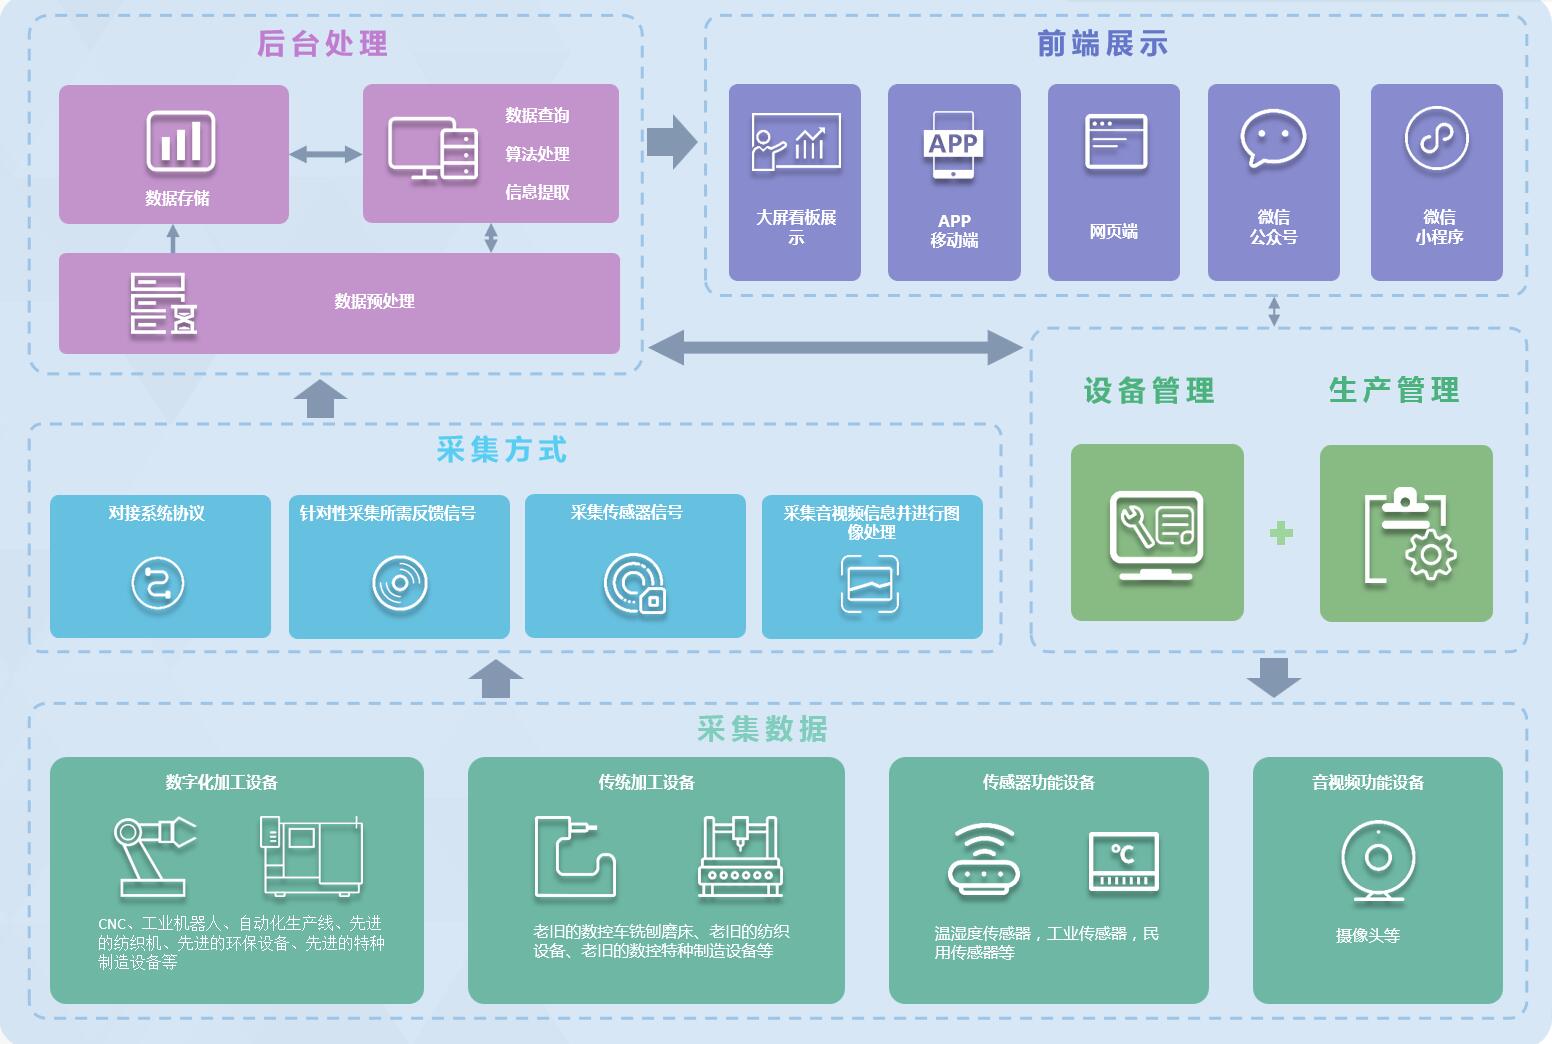 后台处理
数据存储
数据查询
算法处理
信息提取
数据预处理
前端展示
大屏看板展
示
APP
APP
移动端
网页端
微信
公众号
微信
小程序
设备管理
生产管理
采集方式
对接系统协议
针对性采集所需反馈信号
采集传感器信号
采集音视频信息并进行图
像处理
采集数据
数字化加工设备
CNC、工业机器人、自动化生产线、先进
的纺织机、先进的环保设备、先进的特种
制造设备等
传统加工设备
老旧的数控车铣刨磨床、老旧的纺织
设备、老旧的数控特种制造设备等
传感器功能设备
°C
温湿度传感器，工业传感器，民
用传感器等
音视频功能设备
摄像头等